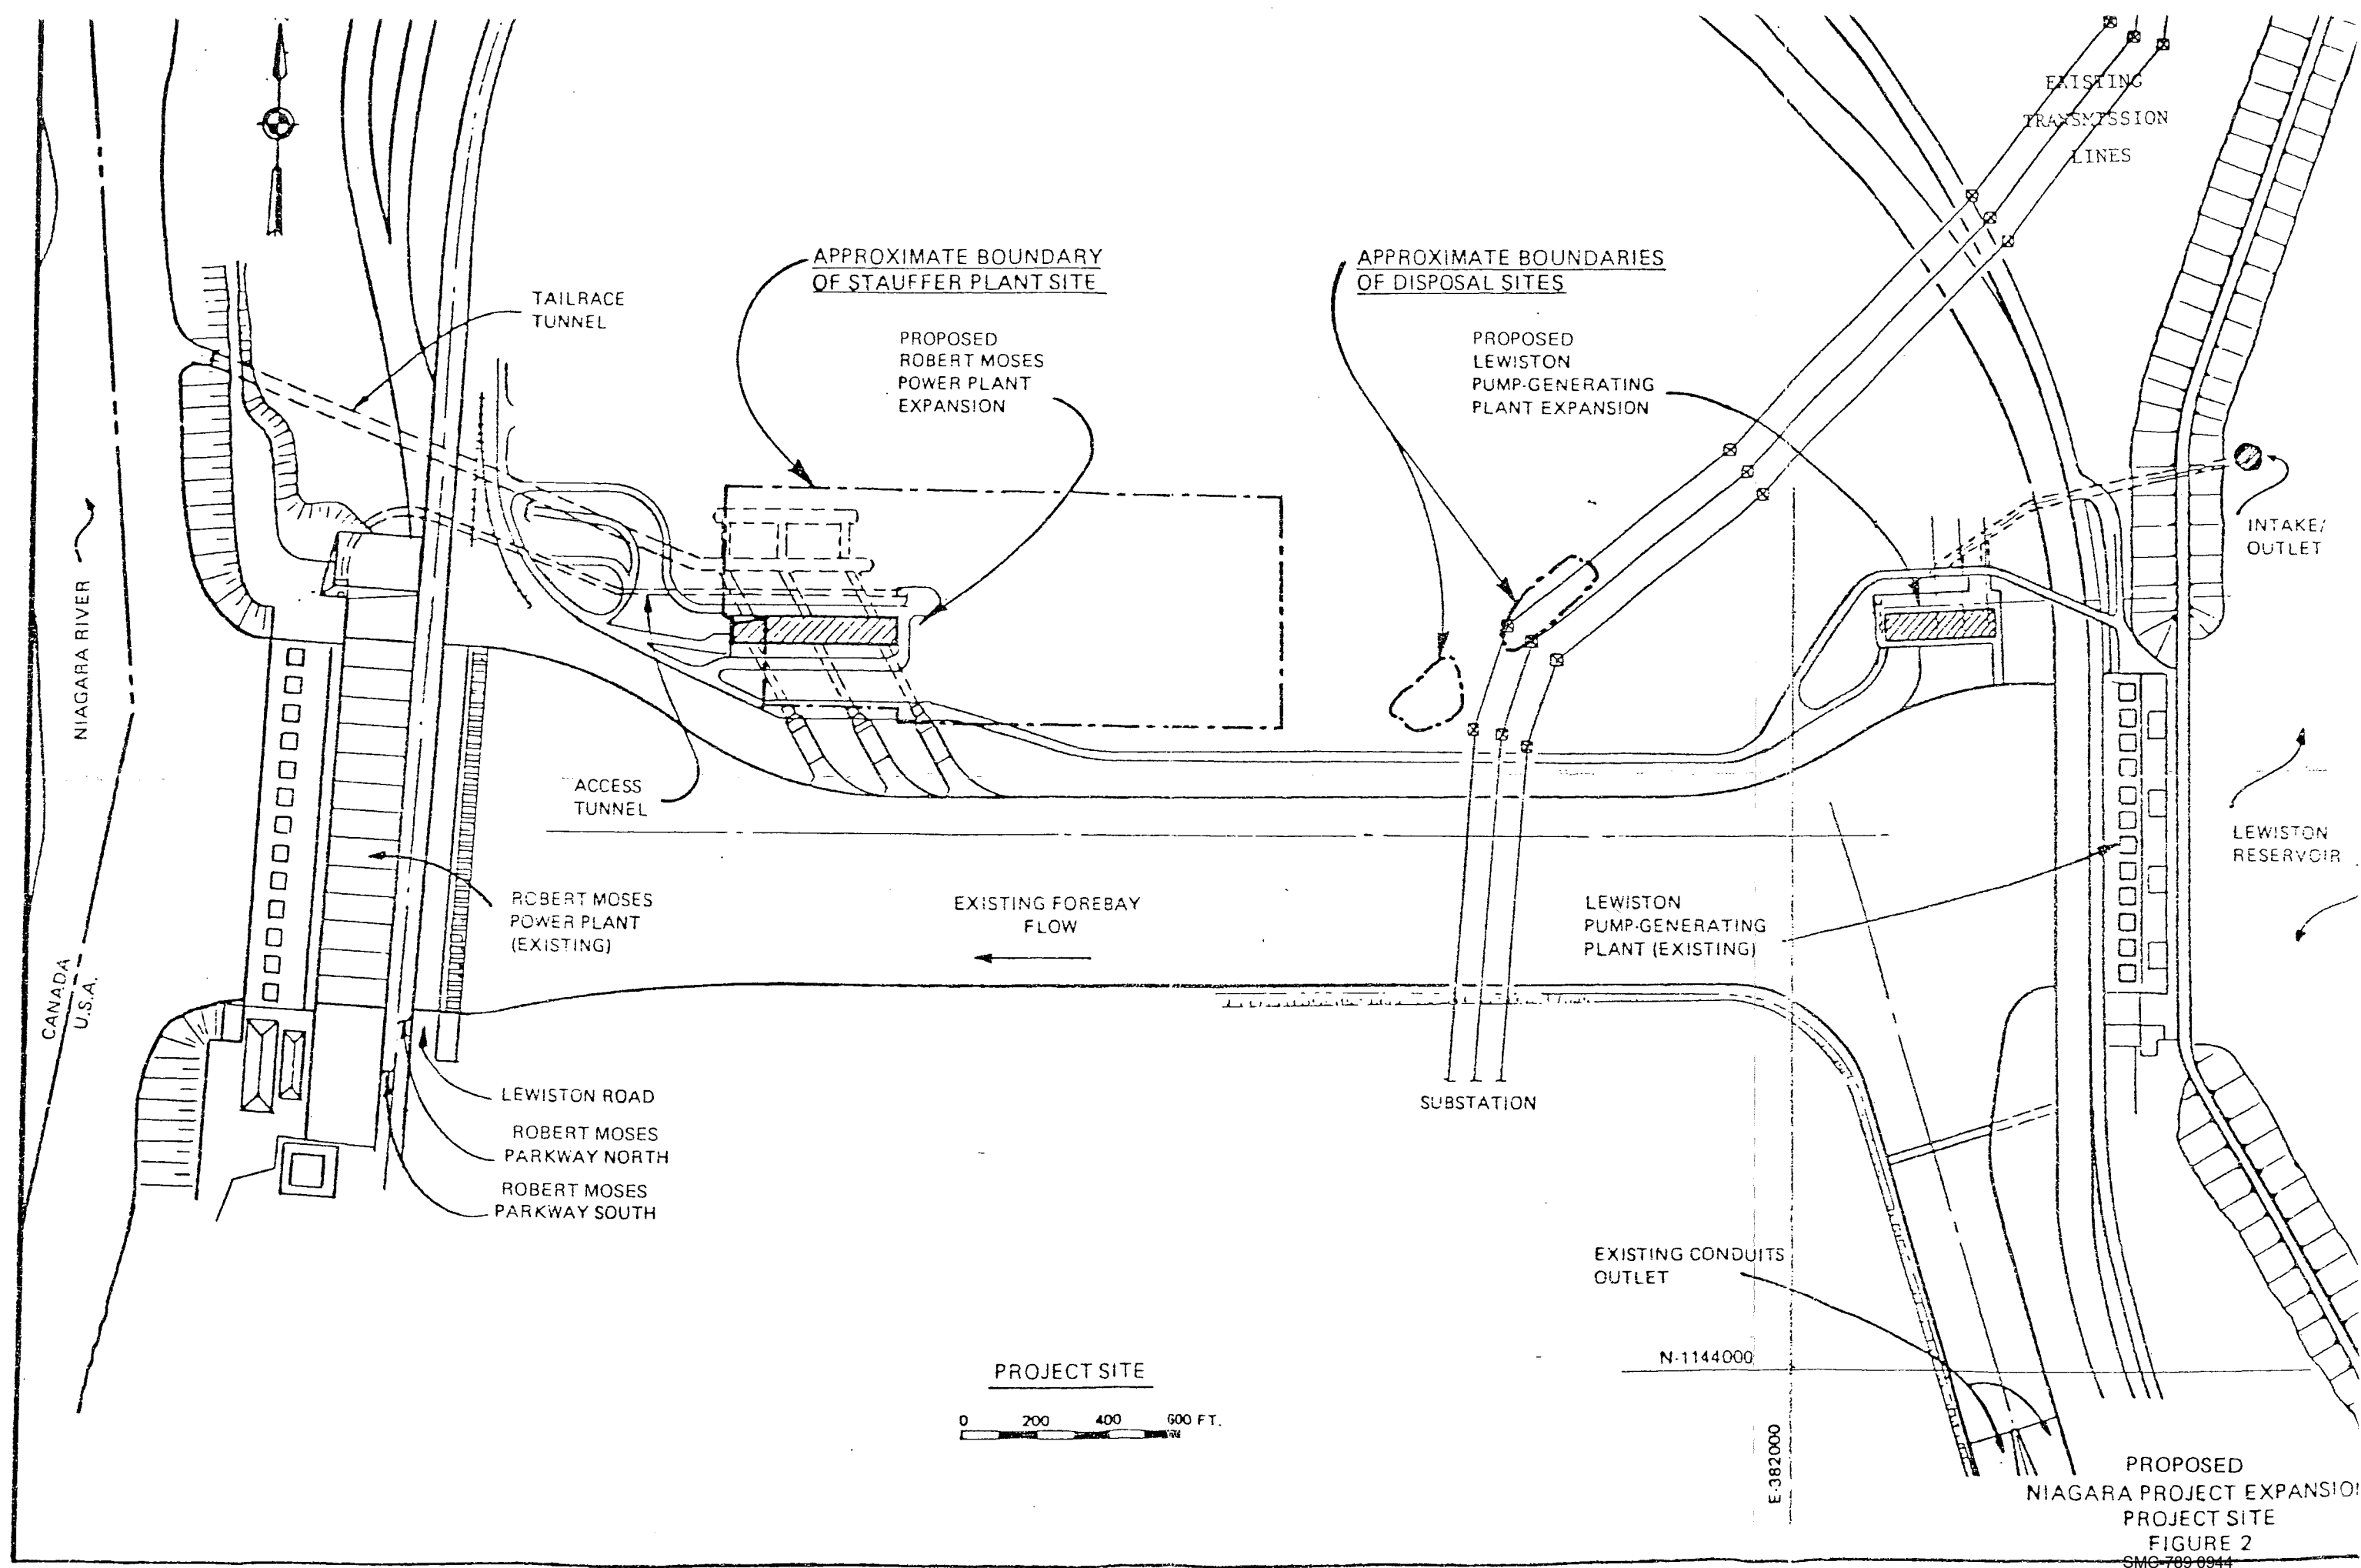 EXISTING
TRANSMISSION
LINES
APPROXIMATE BOUNDARY
OF STAUFFER PLANT SITE
APPROXIMATE BOUNDARIES
OF DISPOSAL SITES
TAILRACE
TUNNEL
PROPOSED
ROBERT MOSES
POWER PLANT
EXPANSION
PROPOSED
LEWISTON
PUMP-GENERATING
PLANT EXPANSION
INTAKE/
OUTLET
NIAGARA RIVER
ACCESS
TUNNEL
LEWISTON
RESERVOIR
ROBERT MOSES
POWER PLANT
(EXISTING)
EXISTING FOREBAY
FLOW
LEWISTON
PUMP-GENERATING
PLANT (EXISTING)
CANADA
U.S.A.
LEWISTON ROAD
SUBSTATION
ROBERT MOSES
PARKWAY NORTH
ROBERT MOSES
PARKWAY SOUTH
EXISTING CONDUITS
OUTLET
N-1144000
E-382000
PROJECT SITE
0 200 400 600 FT.
PROPOSED
NIAGARA PROJECT EXPANSION
PROJECT SITE
FIGURE 2
SMC-789 0944